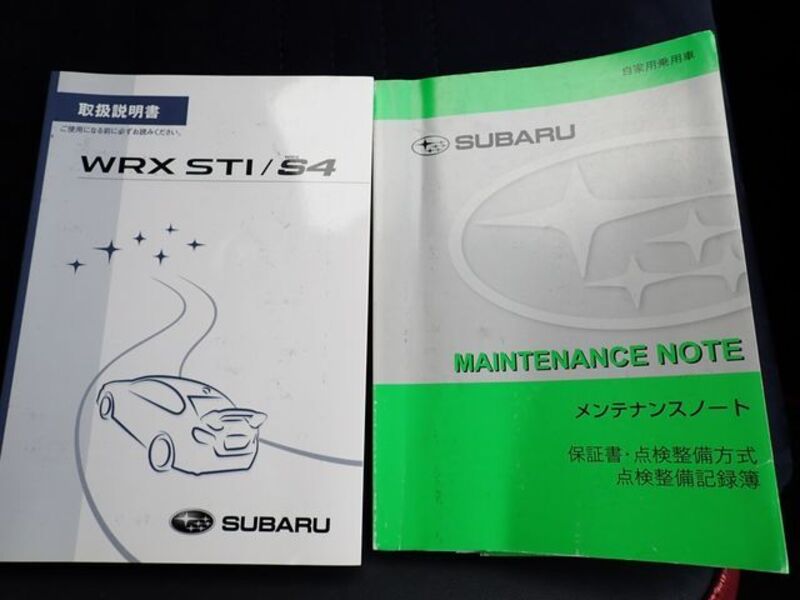 取扱説明書
ご使用になる前に必ずお読みください。
WRX STI / S4
SUBARU
自家用乗用車
SUBARU
MAINTENANCE NOTE
メンテナンスノート
保証書・点検整備方式
点検整備記録簿